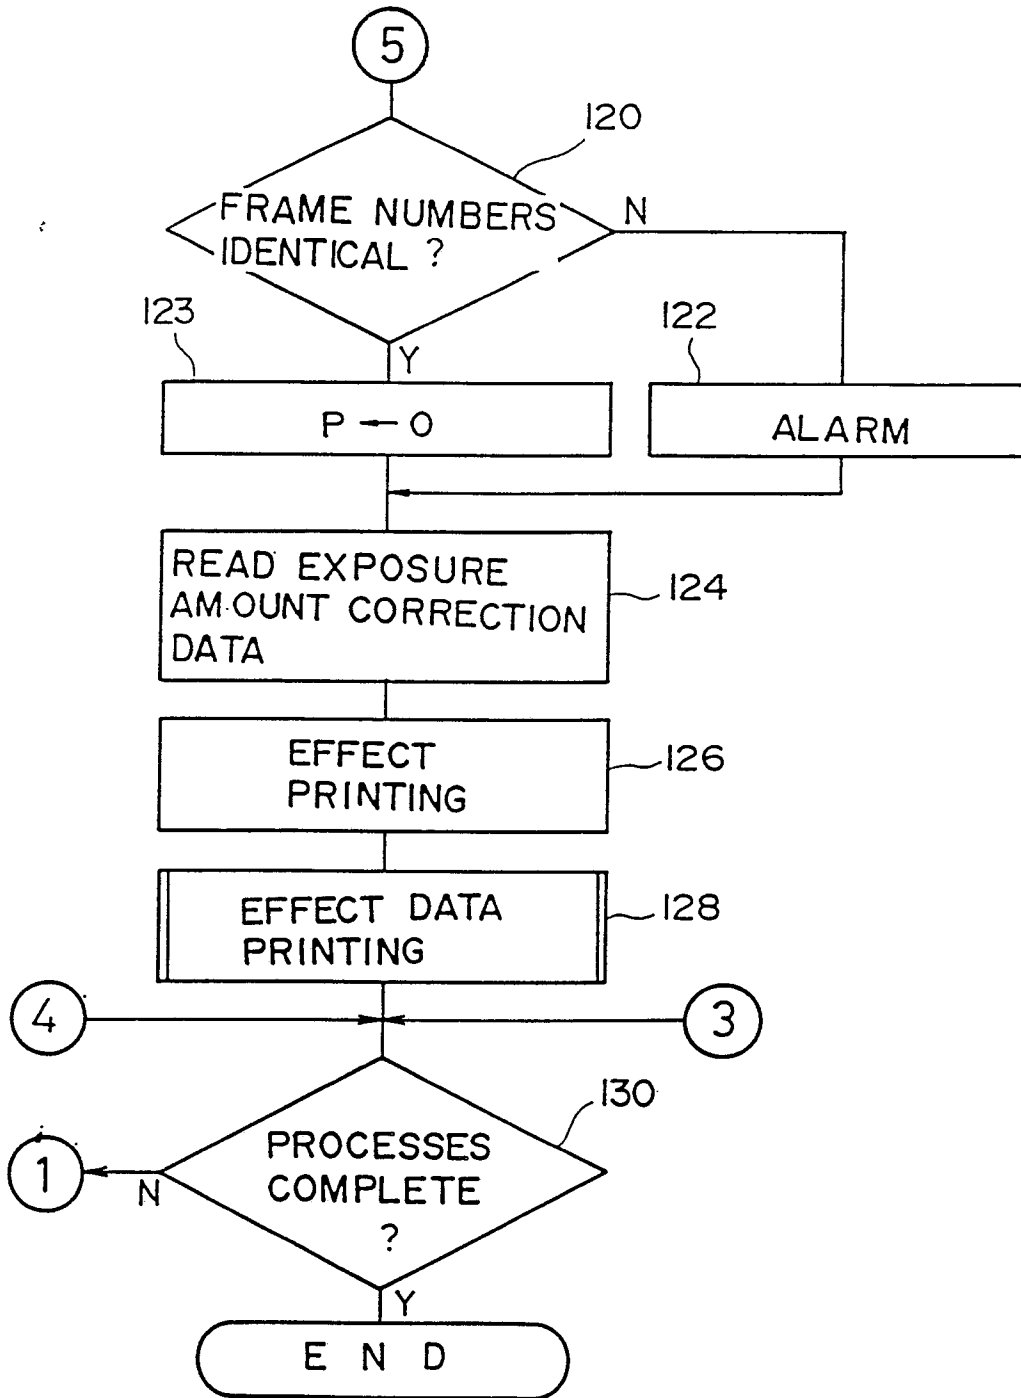 5
120
FRAME NUMBERS
IDENTICAL ?
N
123
Y
122
P ← O
ALARM
READ EXPOSURE
AMOUNT CORRECTION
DATA
124
EFFECT
PRINTING
126
EFFECT DATA
PRINTING
128
4
3
130
PROCESSES
COMPLETE
?
1
N
Y
END